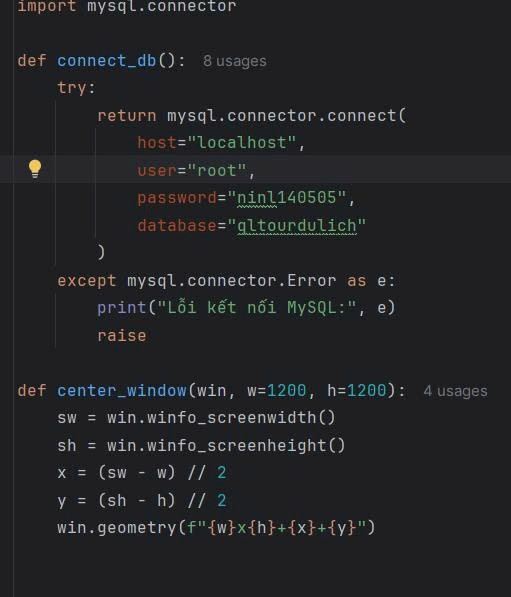 import mysql.connector
def connect_db():  8 usages
    try:
        return mysql.connector.connect(
            host="localhost",
            user="root",
            password="ninl140505",
            database="qltourdulich"
        )
    except mysql.connector.Error as e:
        print("Lỗi kết nối MySQL:", e)
        raise
def center_window(win, w=1200, h=1200):  4 usages
    sw = win.winfo_screenwidth()
    sh = win.winfo_screenheight()
    x = (sw - w) // 2
    y = (sh - h) // 2
    win.geometry(f"{w}x{h}+{x}+{y}")